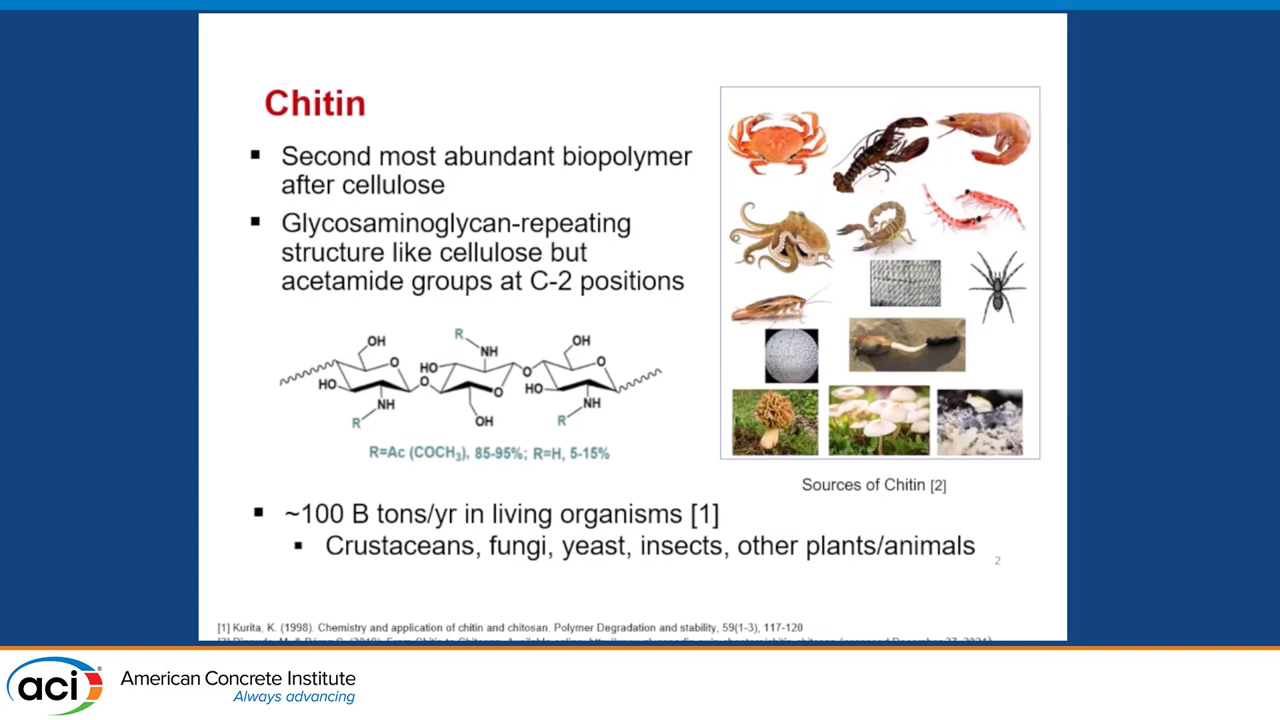 Chitin
▪ Second most abundant biopolymer
after cellulose
▪ Glycosaminoglycan-repeating
structure like cellulose but
acetamide groups at C-2 positions
OH
R
NH
OH
O
HO
O
O
HO
O
O
HO
NH
R
OH
NH
R
R=Ac (COCH₃), 85-95%; R=H, 5-15%
Sources of Chitin [2]
▪ ~100 B tons/yr in living organisms [1]
▪ Crustaceans, fungi, yeast, insects, other plants/animals
2
[1] Kurita, K. (1998). Chemistry and application of chitin and chitosan. Polymer Degradation and stability, 59(1-3), 117-120
aci®
American Concrete Institute
Always advancing